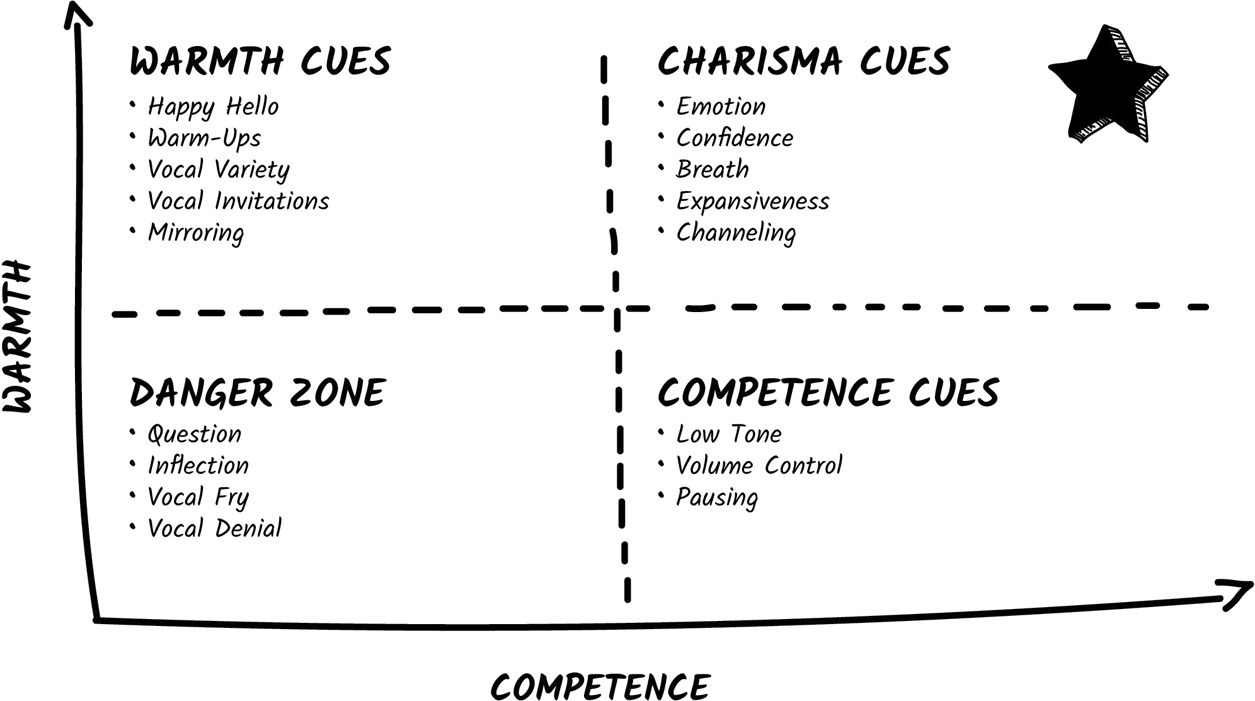 WARMTH CUES
• Happy Hello
• Warm-Ups
• Vocal Variety
• Vocal Invitations
• Mirroring
CHARISMA CUES
• Emotion
• Confidence
• Breath
• Expansiveness
• Channeling
WARMTH
DANGER ZONE
• Question
• Inflection
• Vocal Fry
• Vocal Denial
COMPETENCE CUES
• Low Tone
• Volume Control
• Pausing
COMPETENCE